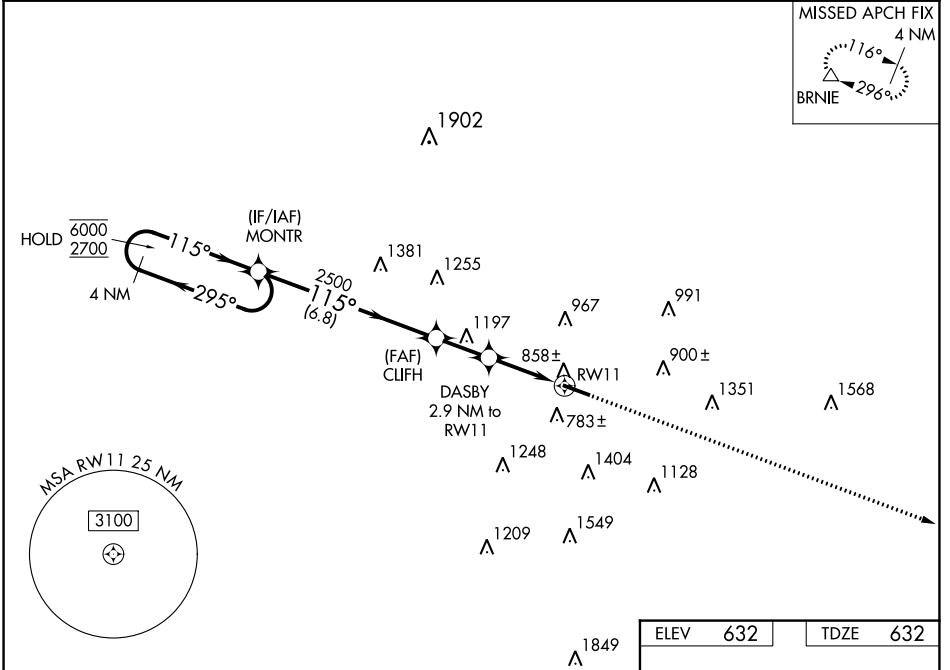 MISSED APCH FIX
4 NM
116°
296°
BRNIE
1902
(IF/IAF)
MONTR
HOLD 6000
2700
115°
295°
4 NM
1381
1255
2500
115°
(6.8)
967
991
1197
(FAF)
CLIFH
858±
RW11
900±
DASBY
2.9 NM to
RW11
1351
1568
783±
1248
1404
1128
MSA RW11 25 NM
3100
1209
1549
1849
ELEV 632
TDZE 632